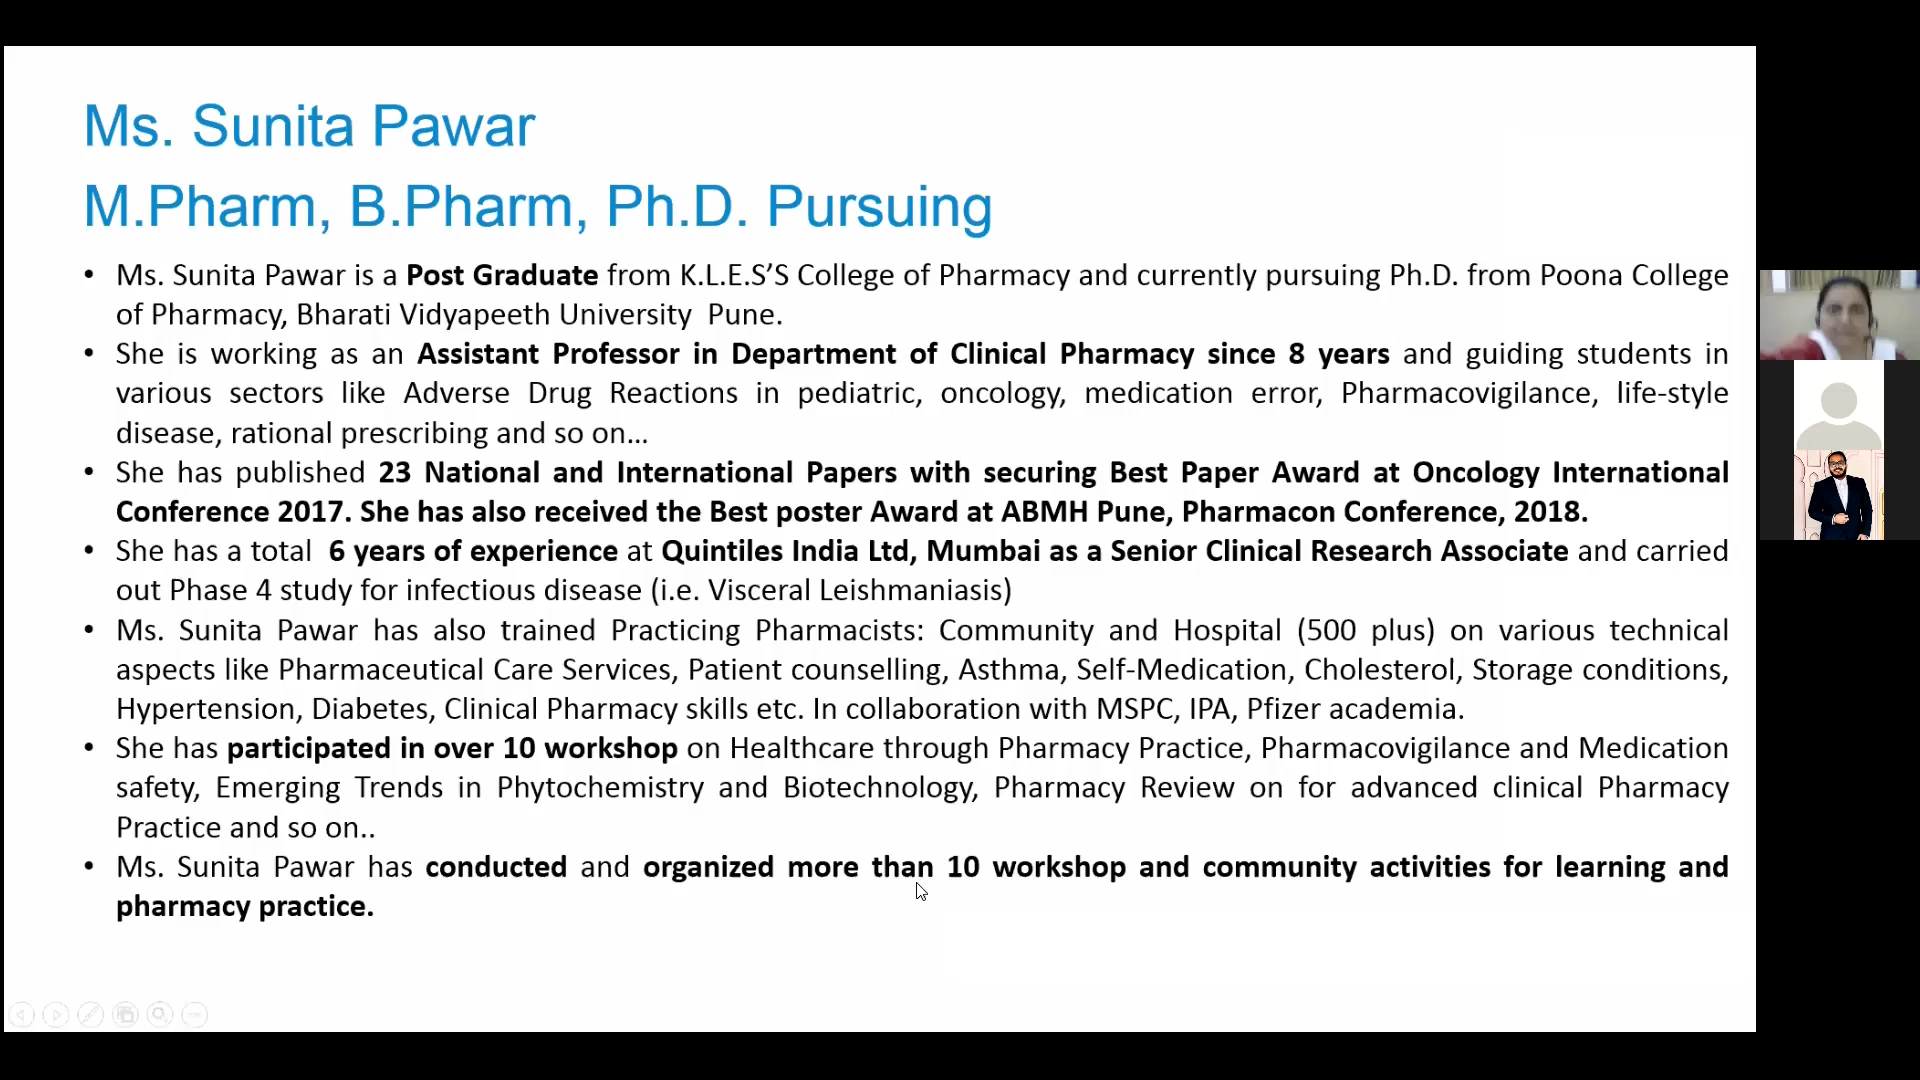 Ms. Sunita Pawar
M.Pharm, B.Pharm, Ph.D. Pursuing
• Ms. Sunita Pawar is a Post Graduate from K.L.E.S’S College of Pharmacy and currently pursuing Ph.D. from Poona College
of Pharmacy, Bharati Vidyapeeth University  Pune.
• She is working as an Assistant Professor in Department of Clinical Pharmacy since 8 years and guiding students in
various sectors like Adverse Drug Reactions in pediatric, oncology, medication error, Pharmacovigilance, life-style
disease, rational prescribing and so on…
• She has published 23 National and International Papers with securing Best Paper Award at Oncology International
Conference 2017. She has also received the Best poster Award at ABMH Pune, Pharmacon Conference, 2018.
• She has a total  6 years of experience at Quintiles India Ltd, Mumbai as a Senior Clinical Research Associate and carried
out Phase 4 study for infectious disease (i.e. Visceral Leishmaniasis)
• Ms. Sunita Pawar has also trained Practicing Pharmacists: Community and Hospital (500 plus) on various technical
aspects like Pharmaceutical Care Services, Patient counselling, Asthma, Self-Medication, Cholesterol, Storage conditions,
Hypertension, Diabetes, Clinical Pharmacy skills etc. In collaboration with MSPC, IPA, Pfizer academia.
• She has participated in over 10 workshop on Healthcare through Pharmacy Practice, Pharmacovigilance and Medication
safety, Emerging Trends in Phytochemistry and Biotechnology, Pharmacy Review on for advanced clinical Pharmacy
Practice and so on..
• Ms. Sunita Pawar has conducted and organized more than 10 workshop and community activities for learning and
pharmacy practice.